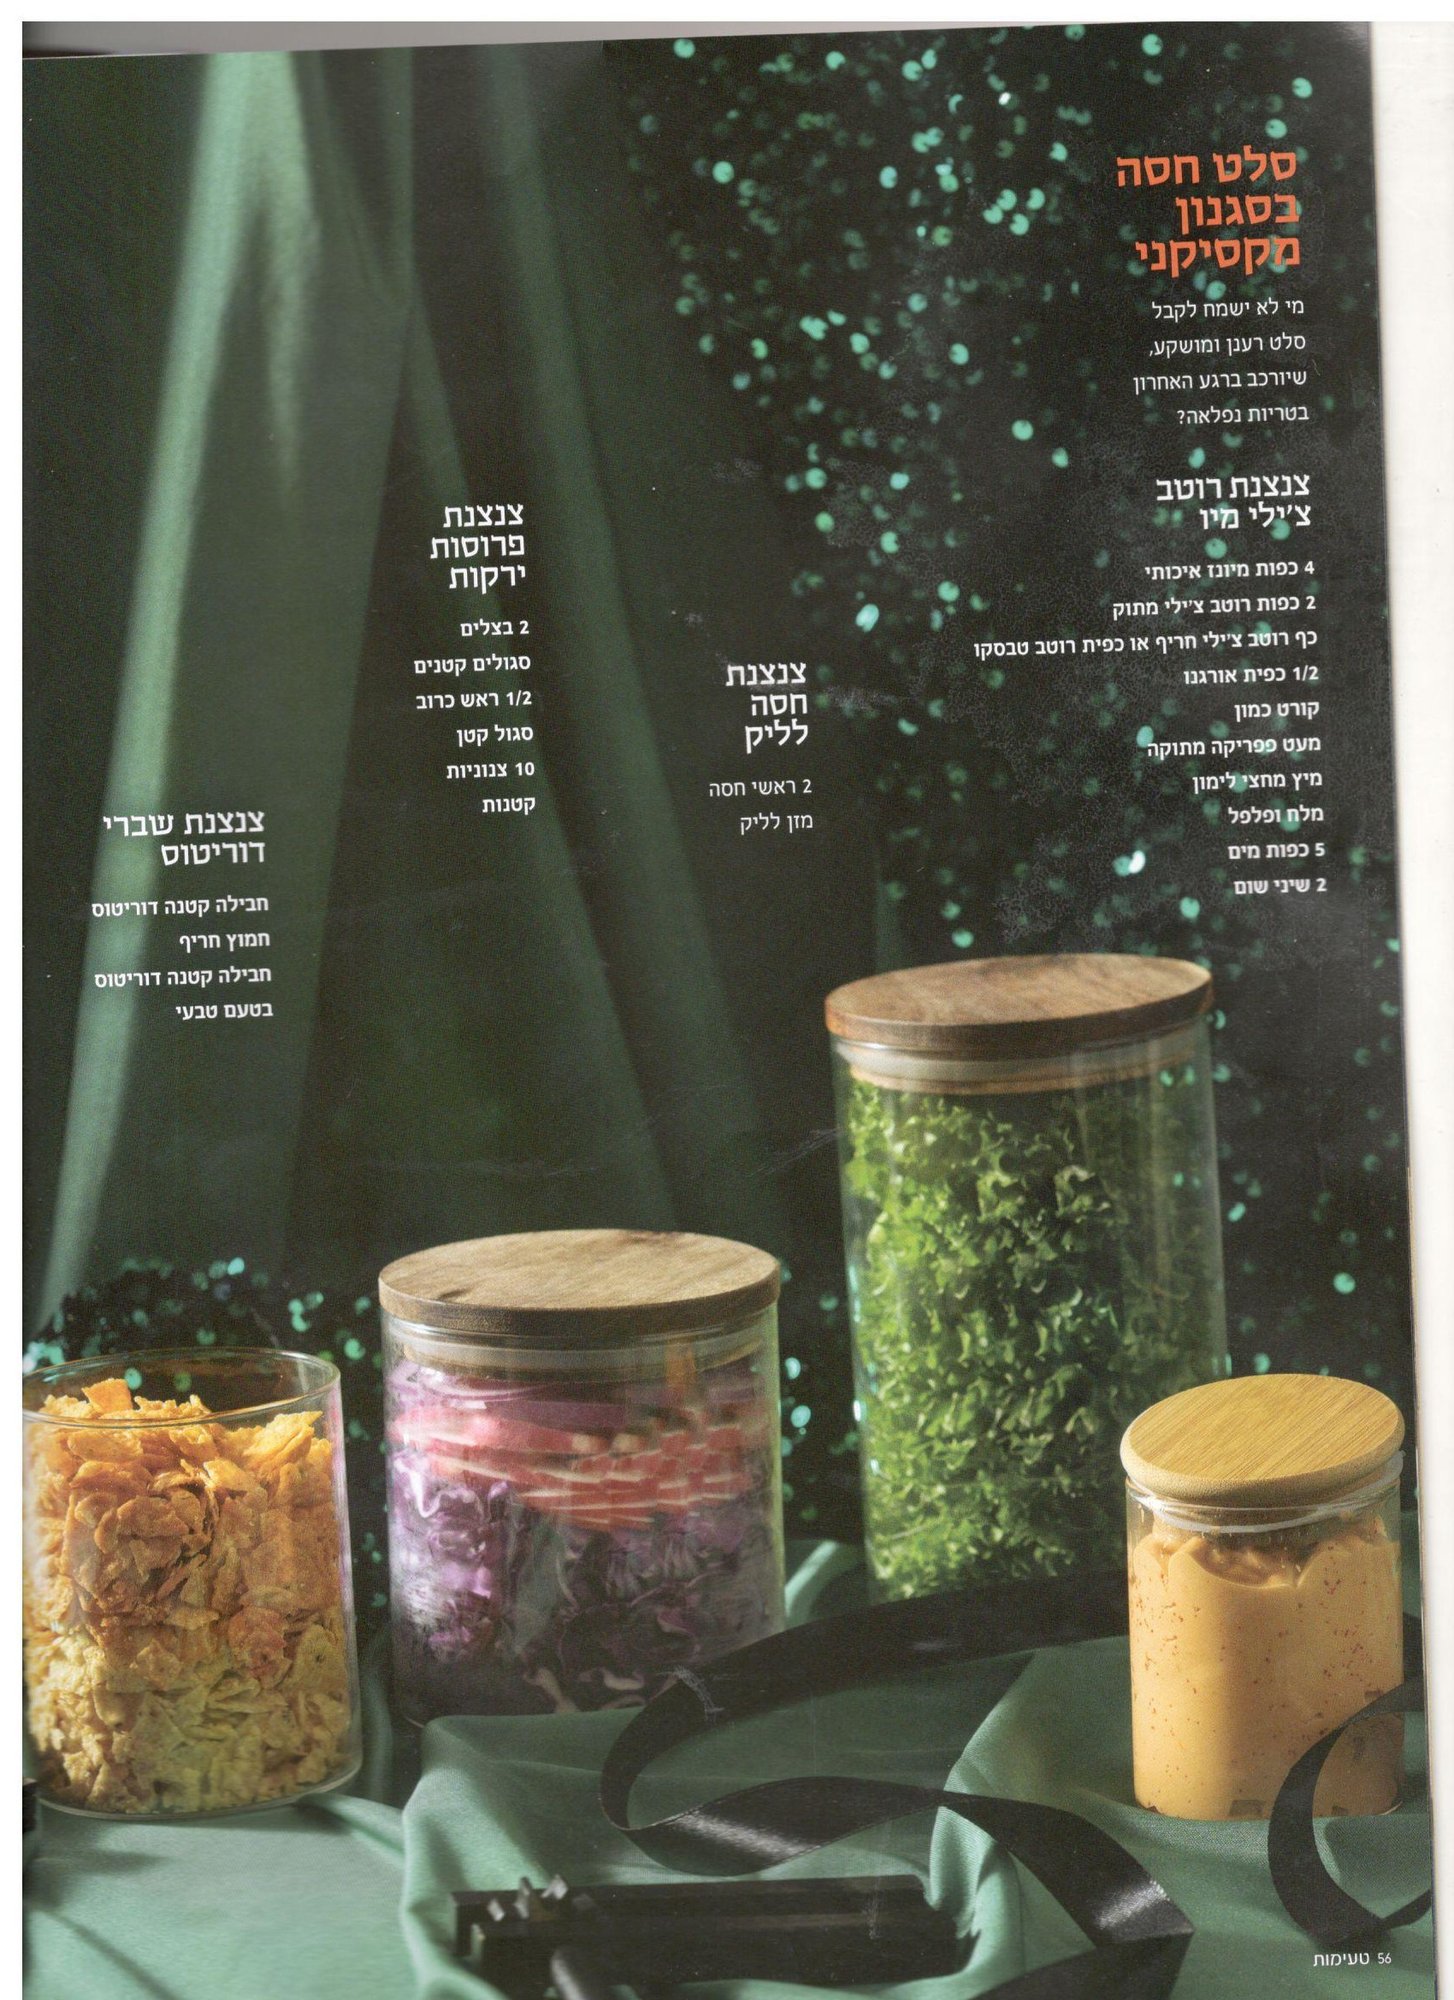 סלט חסה
בסגנון
מקסיקני
מי לא ישמח לקבל
סלט רענן ומושקע,
שיורכב ברגע האחרון
בטריות נפלאה?
צנצנת רוטב
צ'ילי מיו
4 כפות מיונז איכותי
2 כפות רוטב צ'ילי מתוק
כף רוטב צ'ילי חריף או כפית רוטב טבסקו
1/2 כפית אורגנו
קורט כמון
מעט פפריקה מתוקה
מיץ מחצי לימון
מלח ופלפל
5 כפות מים
2 שיני שום
צנצנת
חסה
לליק
2 ראשי חסה
מזן לליק
צנצנת
פרוסות
ירקות
2 בצלים
סגולים קטנים
1/2 ראש כרוב
סגול קטן
10 צנוניות
קטנות
צנצנת שברי
דוריטוס
חבילה קטנה דוריטוס
חמוץ חריף
חבילה קטנה דוריטוס
בטעם טבעי
56 טעימות